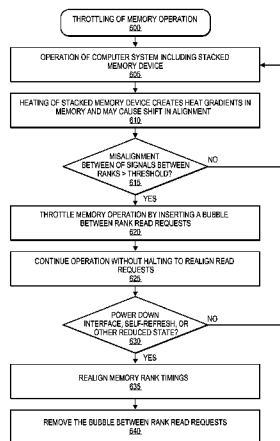 THROTTLING OF MEMORY OPERATION
600
OPERATION OF COMPUTER SYSTEM INCLUDING STACKED
MEMORY DEVICE
605
HEATING OF STACKED MEMORY DEVICE CREATES HEAT GRADIENTS IN
MEMORY AND MAY CAUSE SHIFT IN ALIGNMENT
610
MISALIGNMENT
BETWEEN OF SIGNALS BETWEEN
RANKS > THRESHOLD?
615
NO
YES
THROTTLE MEMORY OPERATION BY INSERTING A BUBBLE
BETWEEN RANK READ REQUESTS
620
CONTINUE OPERATION WITHOUT HALTING TO REALIGN READ
REQUESTS
625
POWER DOWN
INTERFACE, SELF-REFRESH, OR
OTHER REDUCED STATE?
630
NO
YES
REALIGN MEMORY RANK TIMINGS
635
REMOVE THE BUBBLE BETWEEN RANK READ REQUESTS
640